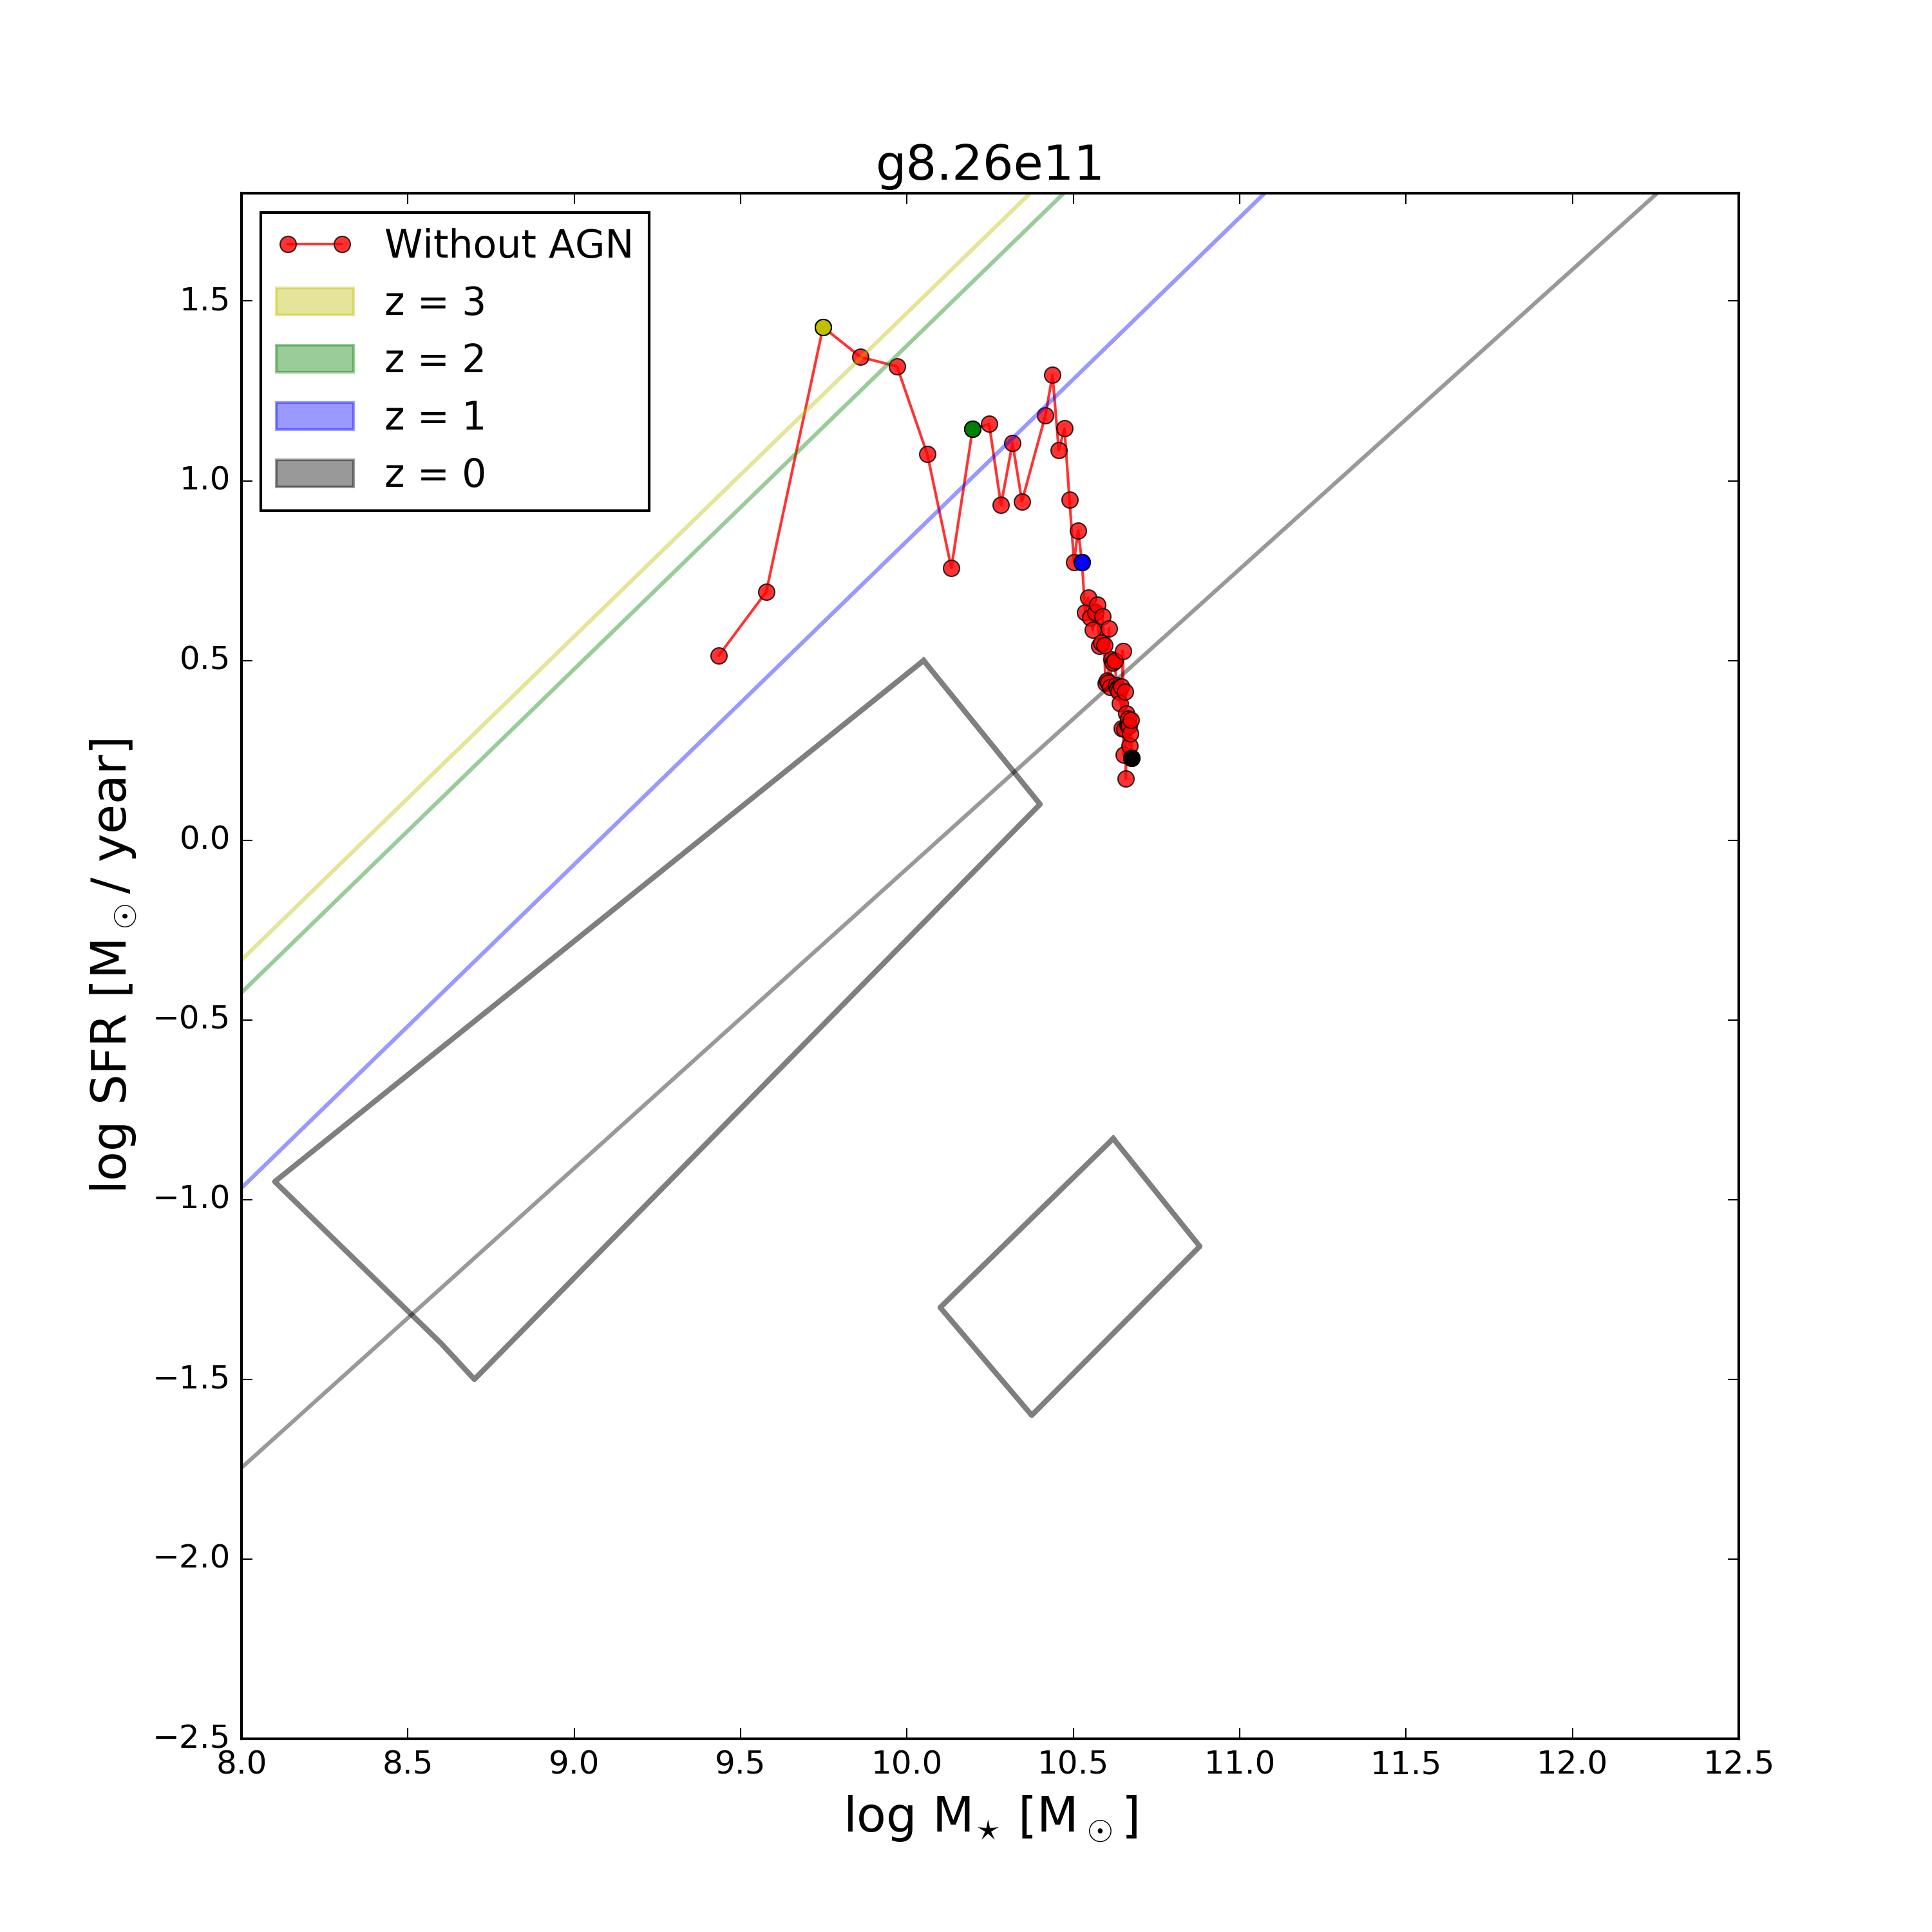 g8.26e11
Without AGN
z = 3
z = 2
z = 1
z = 0
log SFR [M☉/ year]
1.5
1.0
0.5
0.0
−0.5
−1.0
−1.5
−2.0
−2.5
8.0 8.5 9.0 9.5 10.0 10.5 11.0 11.5 12.0 12.5
log M⋆ [M☉]